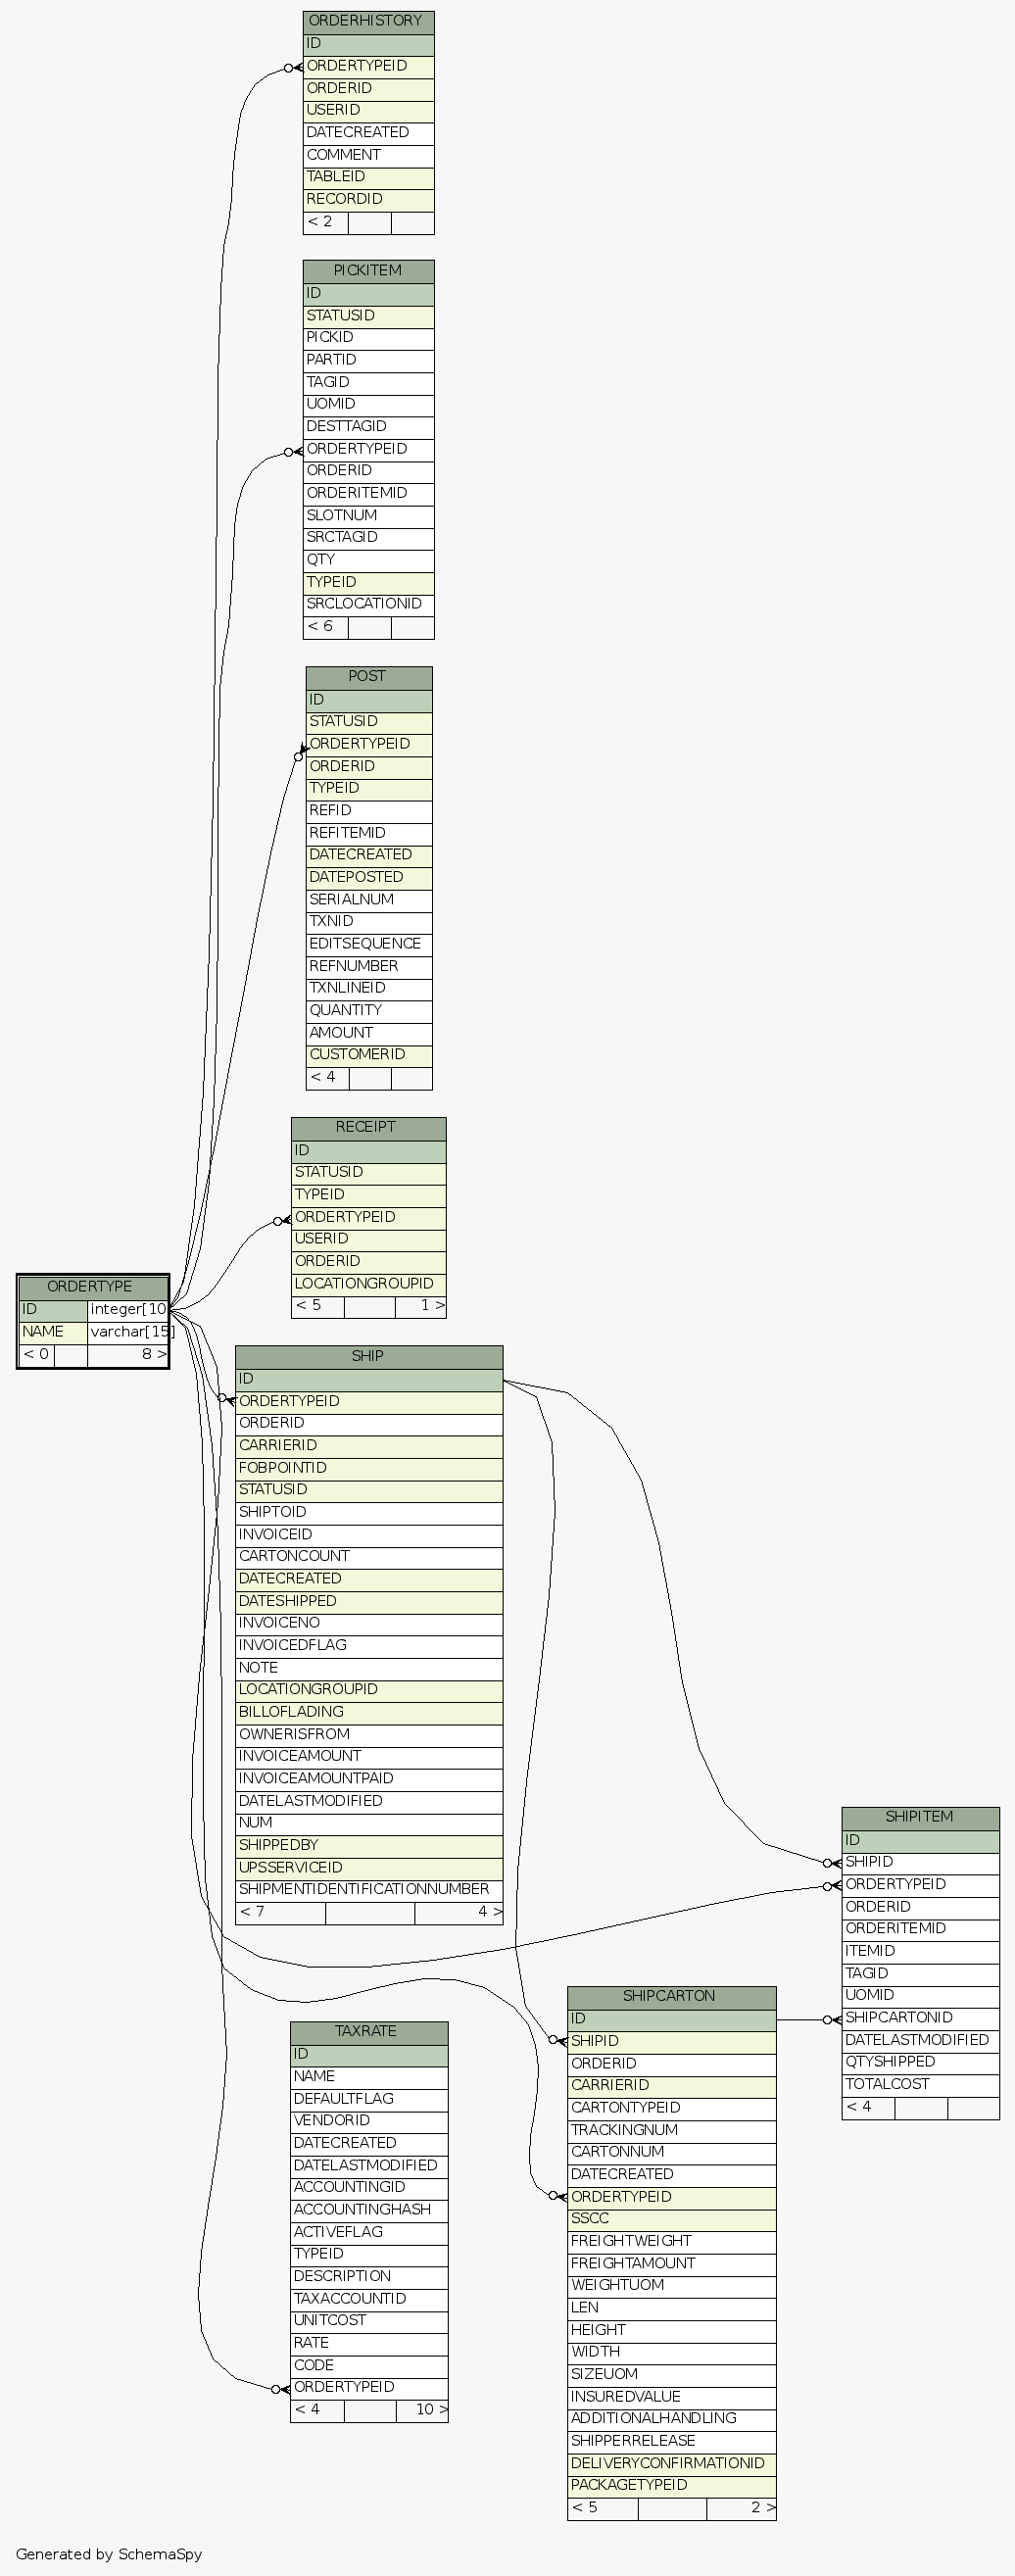 ORDERHISTORY
ID
ORDERTYPEID
ORDERID
USERID
DATECREATED
COMMENT
TABLEID
RECORDID
< 2
PICKITEM
ID
STATUSID
PICKID
PARTID
TAGID
UOMID
DESTTAGID
ORDERTYPEID
ORDERID
ORDERITEMID
SLOTNUM
SRCTAGID
QTY
TYPEID
SRCLOCATIONID
< 6
POST
ID
STATUSID
ORDERTYPEID
ORDERID
TYPEID
REFID
REFITEMID
DATECREATED
DATEPOSTED
SERIALNUM
TXNID
EDITSEQUENCE
REFNUMBER
TXNLINEID
QUANTITY
AMOUNT
CUSTOMERID
< 4
RECEIPT
ID
STATUSID
TYPEID
ORDERTYPEID
USERID
ORDERID
LOCATIONGROUPID
< 5 1 >
ORDERTYPE
ID integer[10
NAME varchar[15]
< 0 8 >
SHIP
ID
ORDERTYPEID
ORDERID
CARRIERID
FOBPOINTID
STATUSID
SHIPTOID
INVOICEID
CARTONCOUNT
DATECREATED
DATESHIPPED
INVOICENO
INVOICEDFLAG
NOTE
LOCATIONGROUPID
BILLOFLADING
OWNERISFROM
INVOICEAMOUNT
INVOICEAMOUNTPAID
DATELASTMODIFIED
NUM
SHIPPEDBY
UPSSERVICEID
SHIPMENTIDENTIFICATIONNUMBER
< 7 4 >
SHIPITEM
ID
SHIPID
ORDERTYPEID
ORDERID
ORDERITEMID
ITEMID
TAGID
UOMID
SHIPCARTONID
DATELASTMODIFIED
QTYSHIPPED
TOTALCOST
< 4
SHIPCARTON
ID
SHIPID
ORDERID
CARRIERID
CARTONTYPEID
TRACKINGNUM
CARTONNUM
DATECREATED
ORDERTYPEID
SSCC
FREIGHTWEIGHT
FREIGHTAMOUNT
WEIGHTUOM
LEN
HEIGHT
WIDTH
SIZEUOM
INSUREDVALUE
ADDITIONALHANDLING
SHIPPERRELEASE
DELIVERYCONFIRMATIONID
PACKAGETYPEID
< 5 2 >
TAXRATE
ID
NAME
DEFAULTFLAG
VENDORID
DATECREATED
DATELASTMODIFIED
ACCOUNTINGID
ACCOUNTINGHASH
ACTIVEFLAG
TYPEID
DESCRIPTION
TAXACCOUNTID
UNITCOST
RATE
CODE
ORDERTYPEID
< 4 10 >
Generated by SchemaSpy